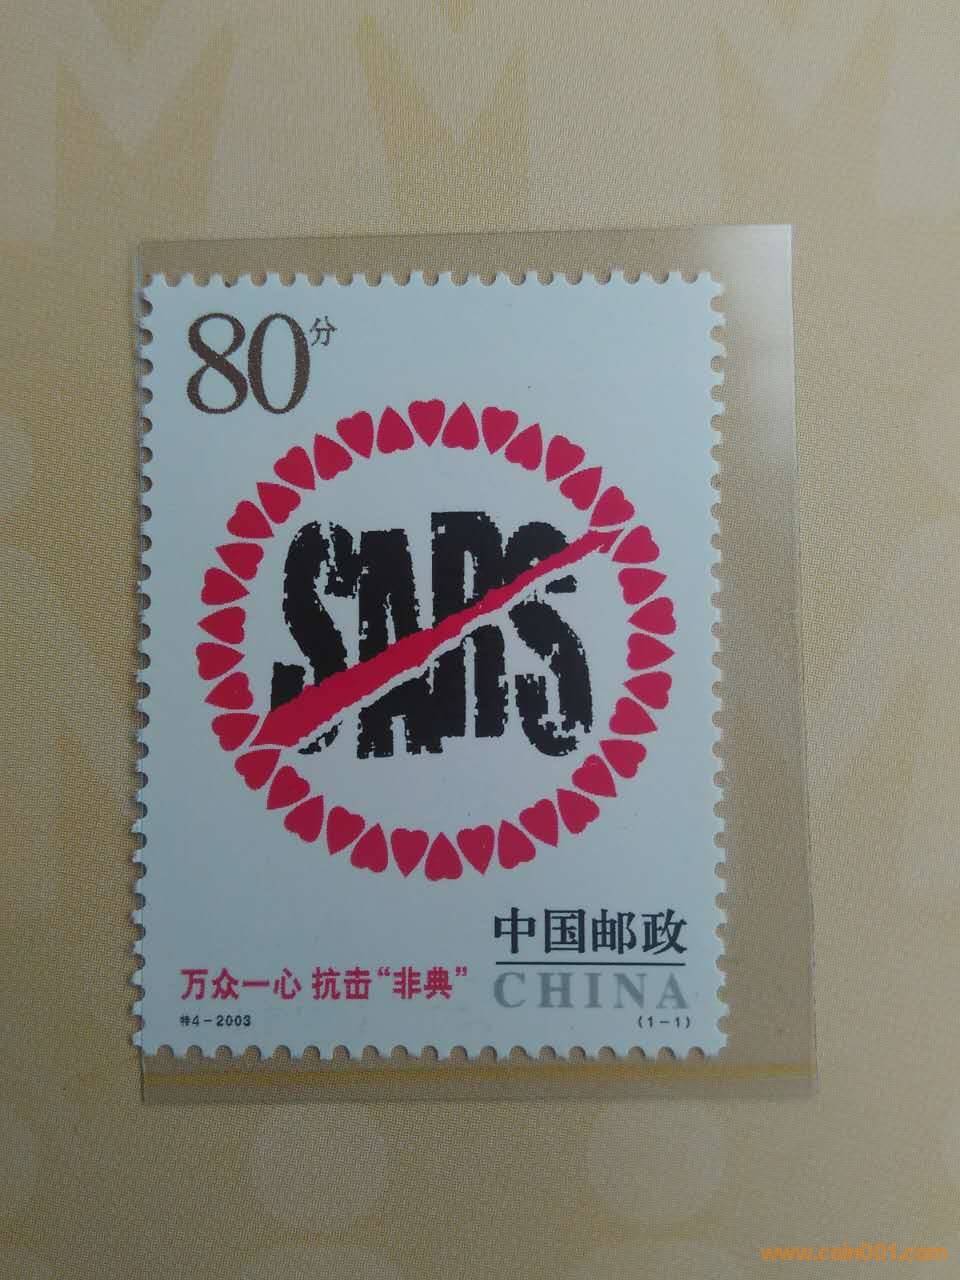 80分
SARS
中国邮政
CHINA
万众一心 抗击“非典”
特4-2003
(1-1)
www.coin001.com